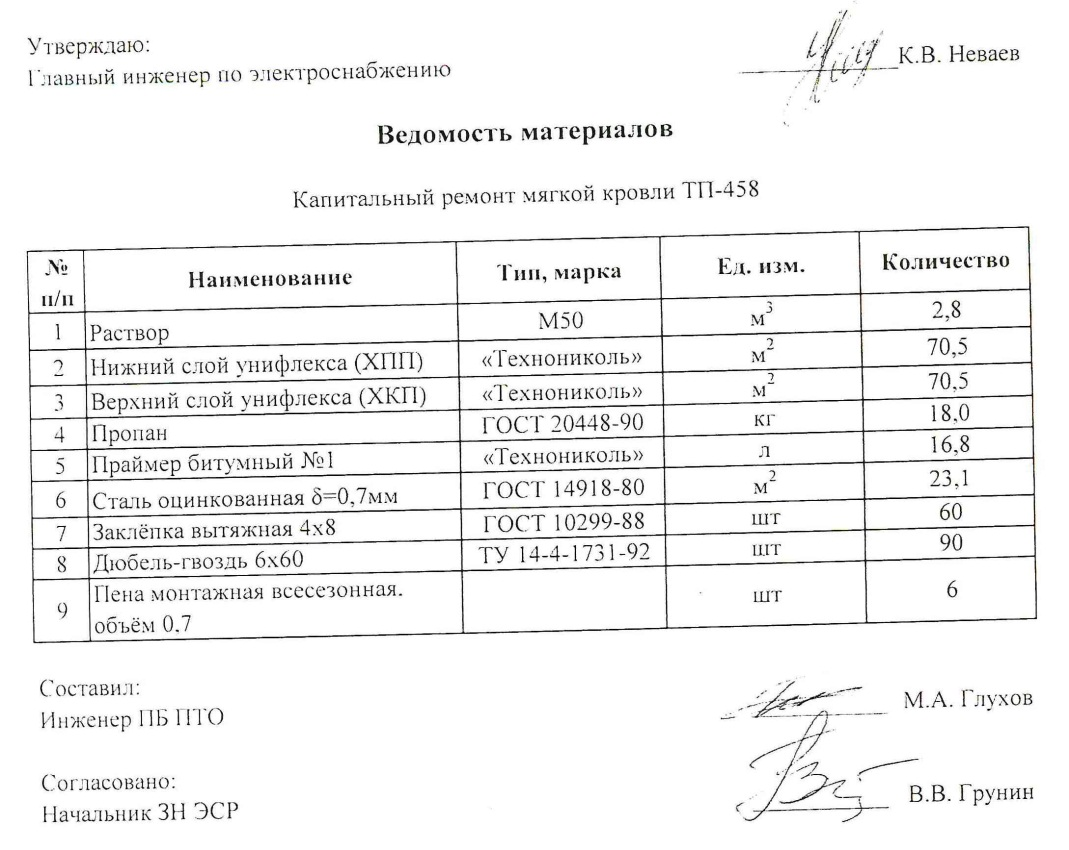 Утверждаю:
Главный инженер по электроснабжению
К.В. Неваев
Ведомость материалов
Капитальный ремонт мягкой кровли ТП-458
№ п/п Наименование Тип, марка Ед. изм. Количество
1 Раствор М50 м³ 2,8
2 Нижний слой унифлекса (ХПП) «Технониколь» м² 70,5
3 Верхний слой унифлекса (ХКП) «Технониколь» м² 70,5
4 Пропан ГОСТ 20448-90 кг 18,0
5 Праймер битумный №1 «Технониколь» л 16,8
6 Сталь оцинкованная δ=0,7мм ГОСТ 14918-80 м² 23,1
7 Заклёпка вытяжная 4х8 ГОСТ 10299-88 шт 60
8 Дюбель-гвоздь 6х60 ТУ 14-4-1731-92 шт 90
9 Пена монтажная всесезонная. шт 6
объём 0,7
Составил:
Инженер ПБ ПТО
М.А. Глухов
Согласовано:
Начальник ЗН ЭСР
В.В. Грунин